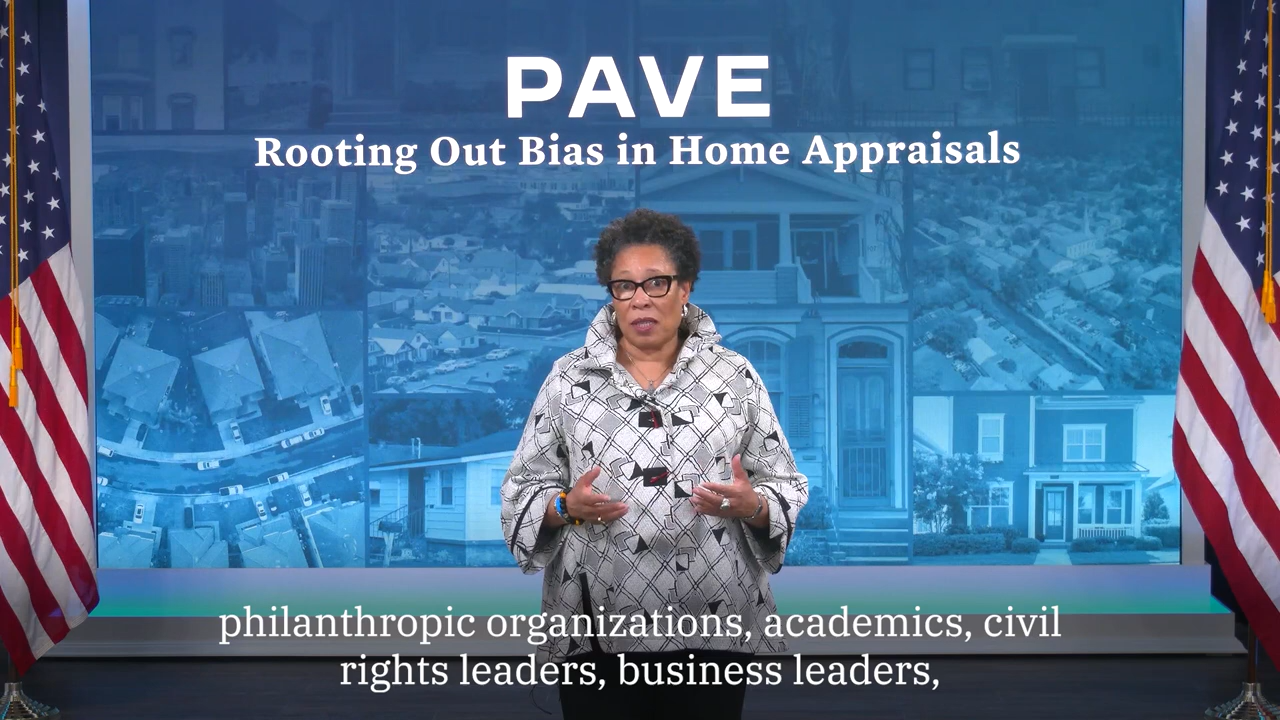 PAVE
Rooting Out Bias in Home Appraisals
philanthropic organizations, academics, civil
rights leaders, business leaders,